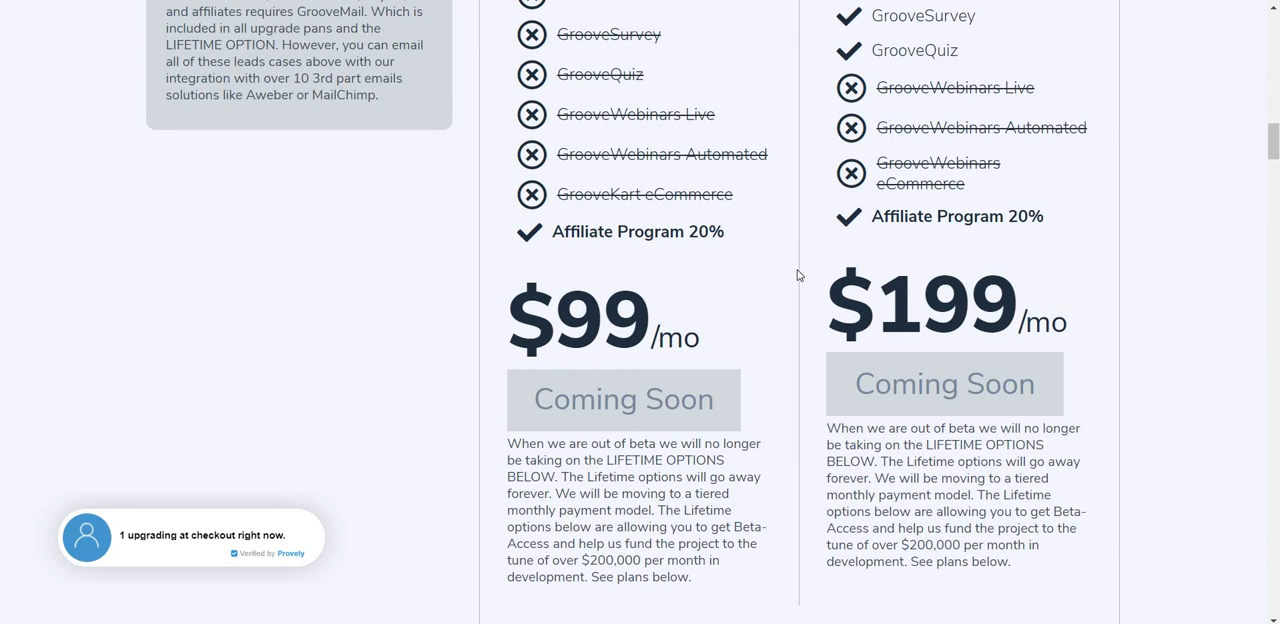 and affiliates requires GrooveMail. Which is
included in all upgrade pans and the
LIFETIME OPTION. However, you can email
all of these leads cases above with our
integration with over 10 3rd part emails
solutions like Aweber or MailChimp.
GrooveSurvey
GrooveQuiz
GrooveWebinars Live
GrooveWebinars Automated
GrooveKart eCommerce
Affiliate Program 20%
$99/mo
Coming Soon
When we are out of beta we will no longer
be taking on the LIFETIME OPTIONS
BELOW. The Lifetime options will go away
forever. We will be moving to a tiered
monthly payment model. The Lifetime
options below are allowing you to get Beta-
Access and help us fund the project to the
tune of over $200,000 per month in
development. See plans below.
GrooveSurvey
GrooveQuiz
GrooveWebinars Live
GrooveWebinars Automated
GrooveWebinars
eCommerce
Affiliate Program 20%
$199/mo
Coming Soon
When we are out of beta we will no longer
be taking on the LIFETIME OPTIONS
BELOW. The Lifetime options will go away
forever. We will be moving to a tiered
monthly payment model. The Lifetime
options below are allowing you to get Beta-
Access and help us fund the project to the
tune of over $200,000 per month in
development. See plans below.
1 upgrading at checkout right now.
Verified by Provely